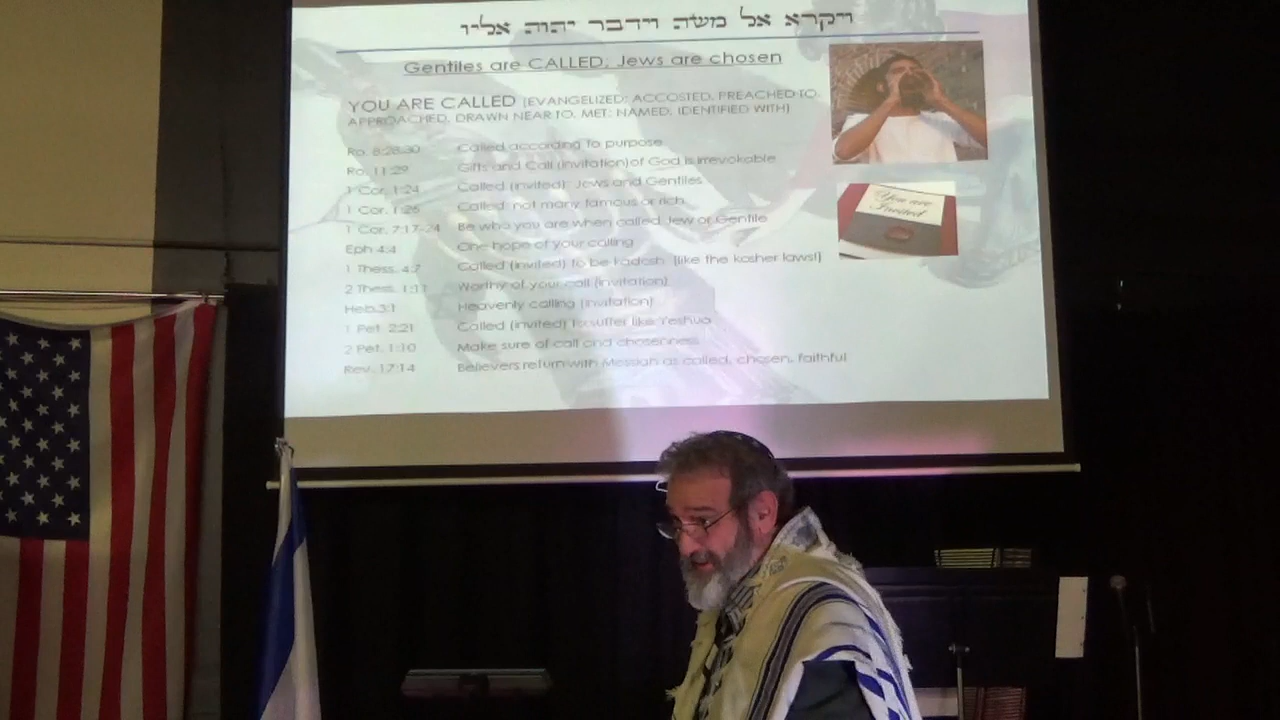 ויקרא אל משה וידבר יהוה אליו
Gentiles are CALLED; Jews are chosen
YOU ARE CALLED (EVANGELIZED; ACCOSTED, PREACHED TO,
APPROACHED, DRAWN NEAR TO, MET; NAMED, IDENTIFIED WITH)
Ro. 8:28-30 Called according to purpose
Ro. 11:29 Gifts and Call (invitation) of God is irrevokable
1 Cor. 1:24 Called (invited): Jews and Gentiles
1 Cor. 1:26 Called: not many famous or rich
1 Cor. 7:17-24 Be who you are when called Jew or Gentile
Eph 4:4 One hope of your calling
1 Thess. 4:7 Called (invited) to be kadosh (like the kosher laws!)
2 Thess. 1:11 Worthy of your call (invitation)
Heb.3:1 Heavenly calling (invitation)
1 Pet. 2:21 Called (invited) to suffer like Yeshua
2 Pet. 1:10 Make sure of call and chosenness
Rev. 17:14 Believers return with Messiah as called, chosen, faithful
You are
Invited